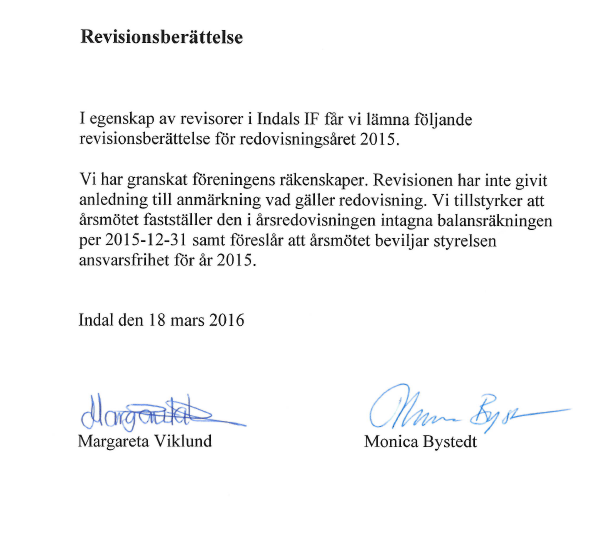 Revisionsberättelse
I egenskap av revisorer i Indals IF får vi lämna följande
revisionsberättelse för redovisningsåret 2015.
Vi har granskat föreningens räkenskaper. Revisionen har inte givit
anledning till anmärkning vad gäller redovisning. Vi tillstyrker att
årsmötet fastställer den i årsredovisningen intagna balansräkningen
per 2015-12-31 samt föreslår att årsmötet beviljar styrelsen
ansvarsfrihet för år 2015.
Indal den 18 mars 2016
Margareta Viklund
Monica Bystedt